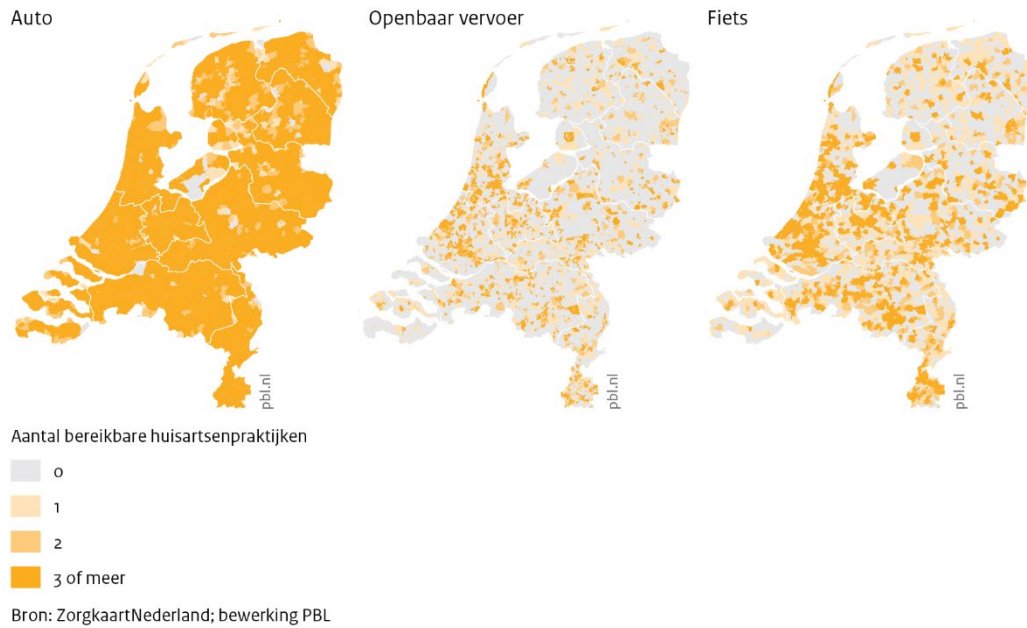 Auto
Openbaar vervoer
Fiets
pbl.nl
pbl.nl
pbl.nl
Aantal bereikbare huisartsenpraktijken
0
1
2
3 of meer
Bron: ZorgkaartNederland; bewerking PBL